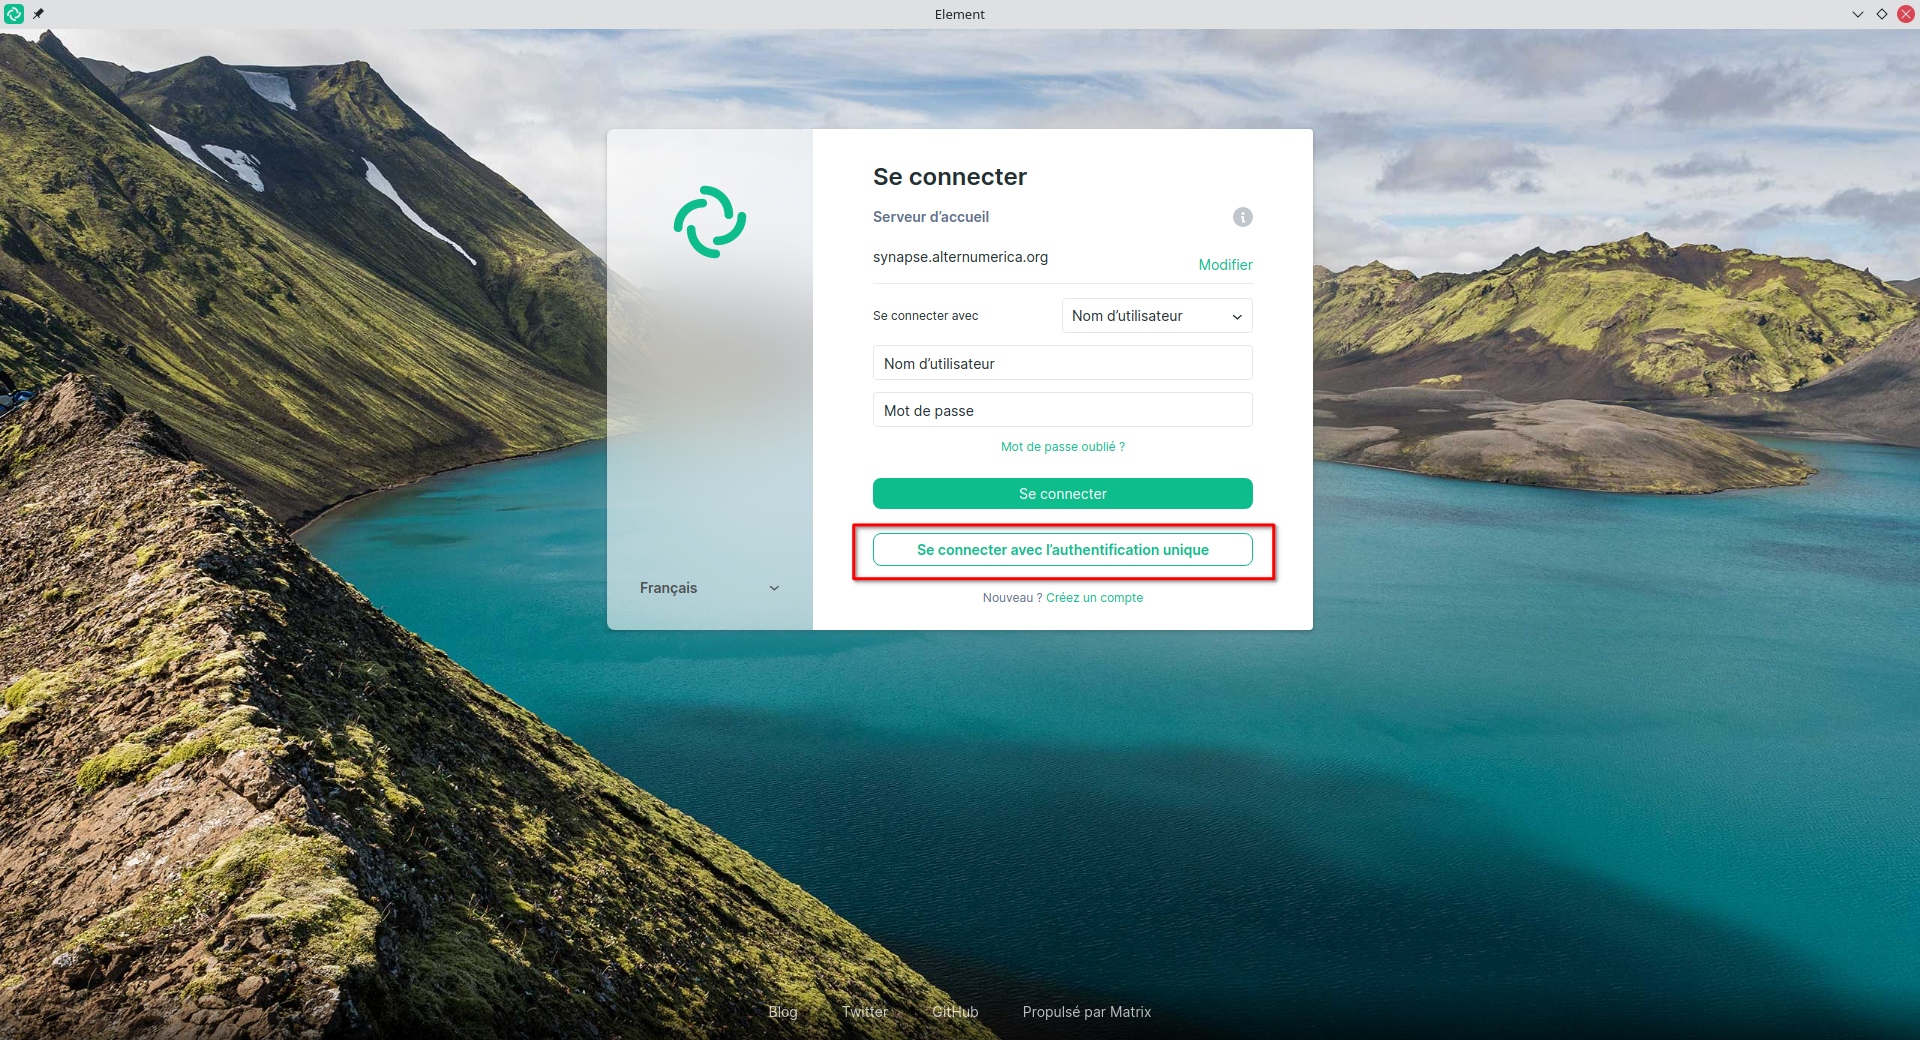 Element
Se connecter
Serveur d’accueil
synapse.alternumerica.org
Modifier
Se connecter avec
Nom d’utilisateur
Nom d’utilisateur
Mot de passe
Mot de passe oublié ?
Se connecter
Se connecter avec l’authentification unique
Français
Nouveau ? Créez un compte
Blog Twitter GitHub Propulsé par Matrix